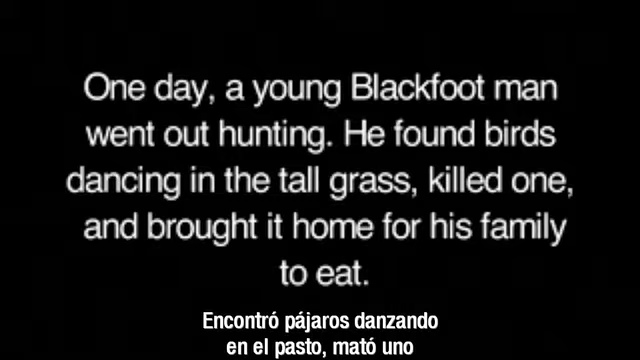 One day, a young Blackfoot man
went out hunting. He found birds
dancing in the tall grass, killed one,
and brought it home for his family
to eat.
Encontró pájaros danzando
en el pasto, mató uno